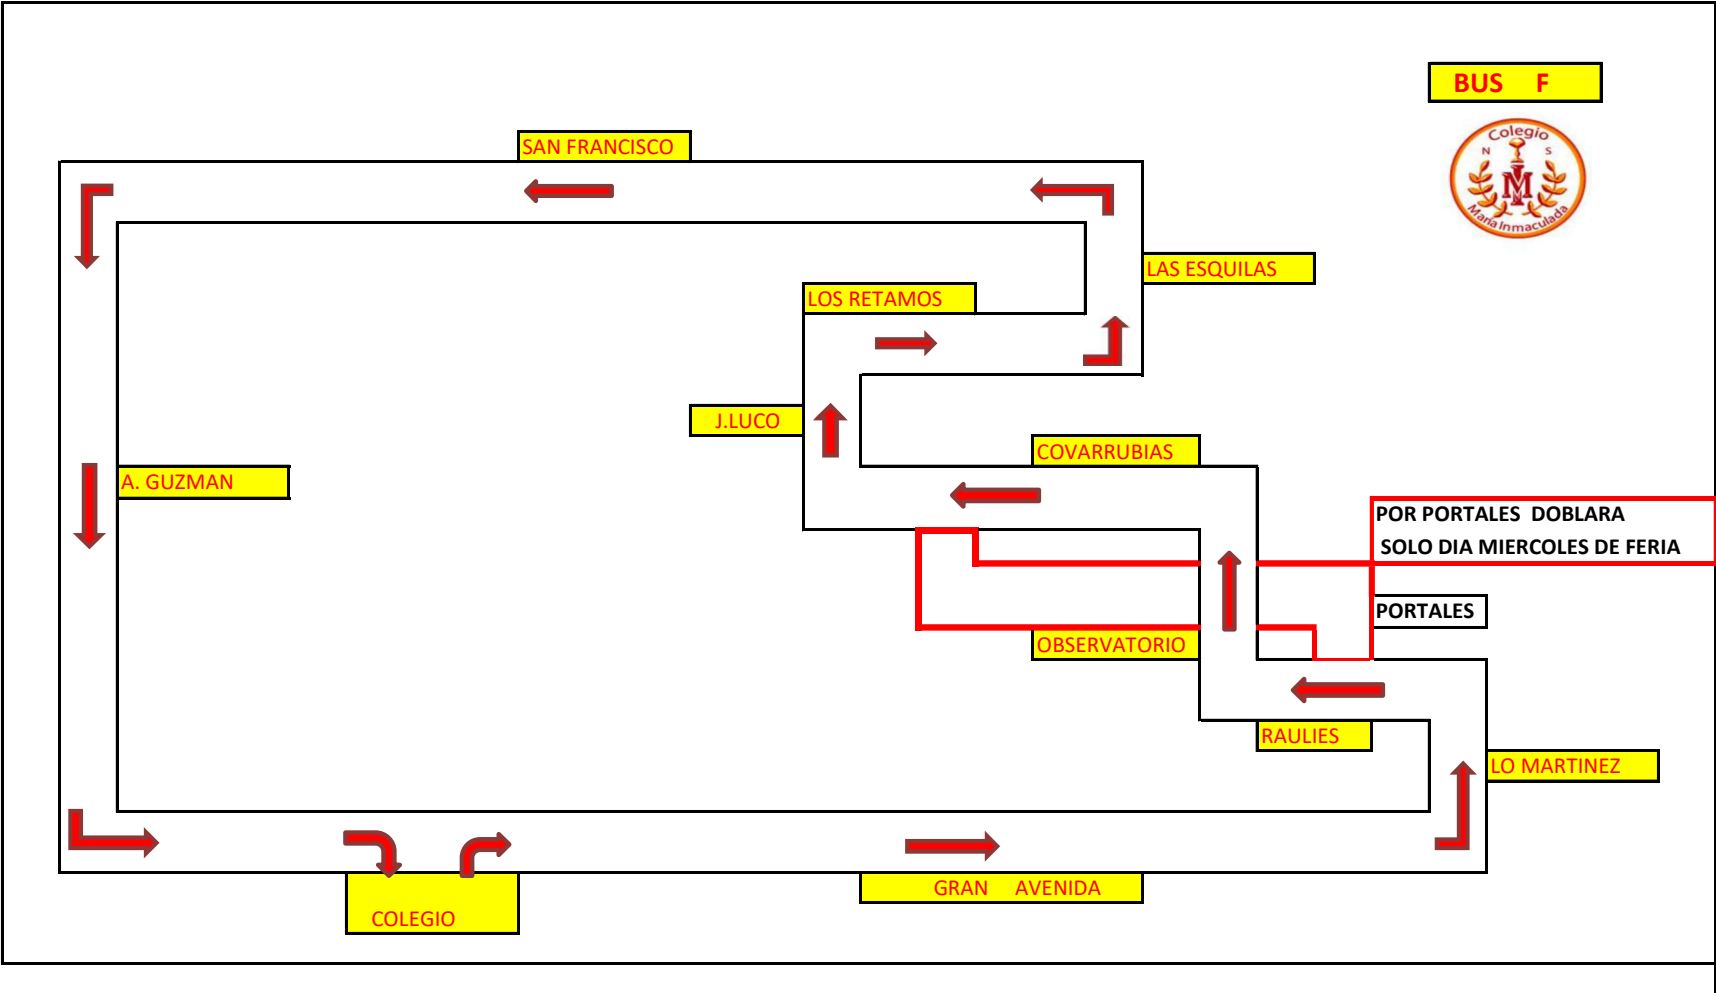 BUS F
Colegio
N S
M
María Inmaculada
SAN FRANCISCO
LAS ESQUILAS
LOS RETAMOS
J.LUCO
COVARRUBIAS
A. GUZMAN
POR PORTALES DOBLARA
SOLO DIA MIERCOLES DE FERIA
PORTALES
OBSERVATORIO
RAULIES
LO MARTINEZ
GRAN AVENIDA
COLEGIO